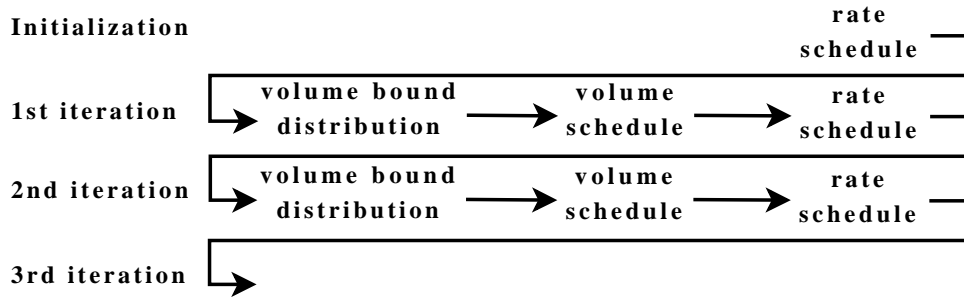 Initialization
rate
schedule
1st iteration
volume bound
distribution
volume
schedule
rate
schedule
2nd iteration
volume bound
distribution
volume
schedule
rate
schedule
3rd iteration